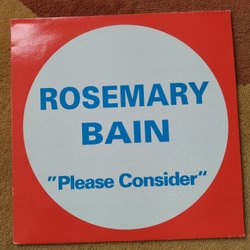 ROSEMARY
BAIN
”Please Consider“